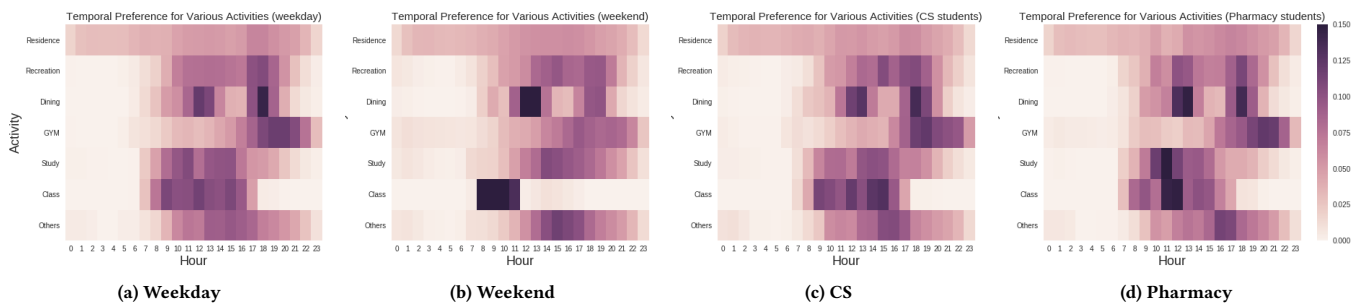 Temporal Preference for Various Activities (weekday)
Activity
Residence
Recreation
Dining
GYM
Study
Class
Others
0 1 2 3 4 5 6 7 8 9 10 11 12 13 14 15 16 17 18 19 20 21 22 23
Hour
(a) Weekday
Temporal Preference for Various Activities (weekend)
Residence
Recreation
Dining
GYM
Study
Class
Others
0 1 2 3 4 5 6 7 8 9 10 11 12 13 14 15 16 17 18 19 20 21 22 23
Hour
(b) Weekend
Temporal Preference for Various Activities (CS students)
Residence
Recreation
Dining
GYM
Study
Class
Others
0 1 2 3 4 5 6 7 8 9 10 11 12 13 14 15 16 17 18 19 20 21 22 23
Hour
(c) CS
Temporal Preference for Various Activities (Pharmacy students)
Residence
Recreation
Dining
GYM
Study
Class
Others
0 1 2 3 4 5 6 7 8 9 10 11 12 13 14 15 16 17 18 19 20 21 22 23
Hour
0.150
0.125
0.100
0.075
0.050
0.025
0.000
(d) Pharmacy